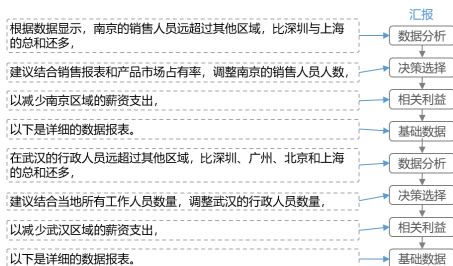 汇报
根据数据显示，南京的销售人员远超过其他区域，比深圳与上海
的总和还多，
数据分析
建议结合销售报表和产品市场占有率，调整南京的销售人员人数，
决策选择
以减少南京区域的薪资支出，
相关利益
以下是详细的数据报表。
基础数据
在武汉的行政人员远超过其他区域，比深圳、广州、北京和上海
的总和还多，
数据分析
建议结合当地所有工作人员数量，调整武汉的行政人员数量，
决策选择
以减少武汉区域的薪资支出，
相关利益
以下是详细的数据报表。
基础数据